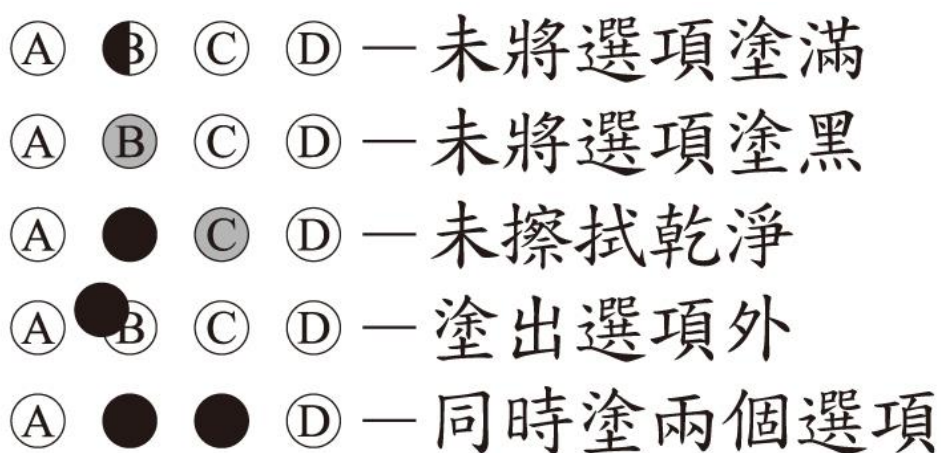 Ⓐ Ⓑ Ⓒ Ⓓ — 未將選項塗滿
Ⓐ Ⓑ Ⓒ Ⓓ — 未將選項塗黑
Ⓐ ● Ⓒ Ⓓ — 未擦拭乾淨
Ⓐ Ⓑ Ⓒ Ⓓ — 塗出選項外
Ⓐ ● ● Ⓓ — 同時塗兩個選項